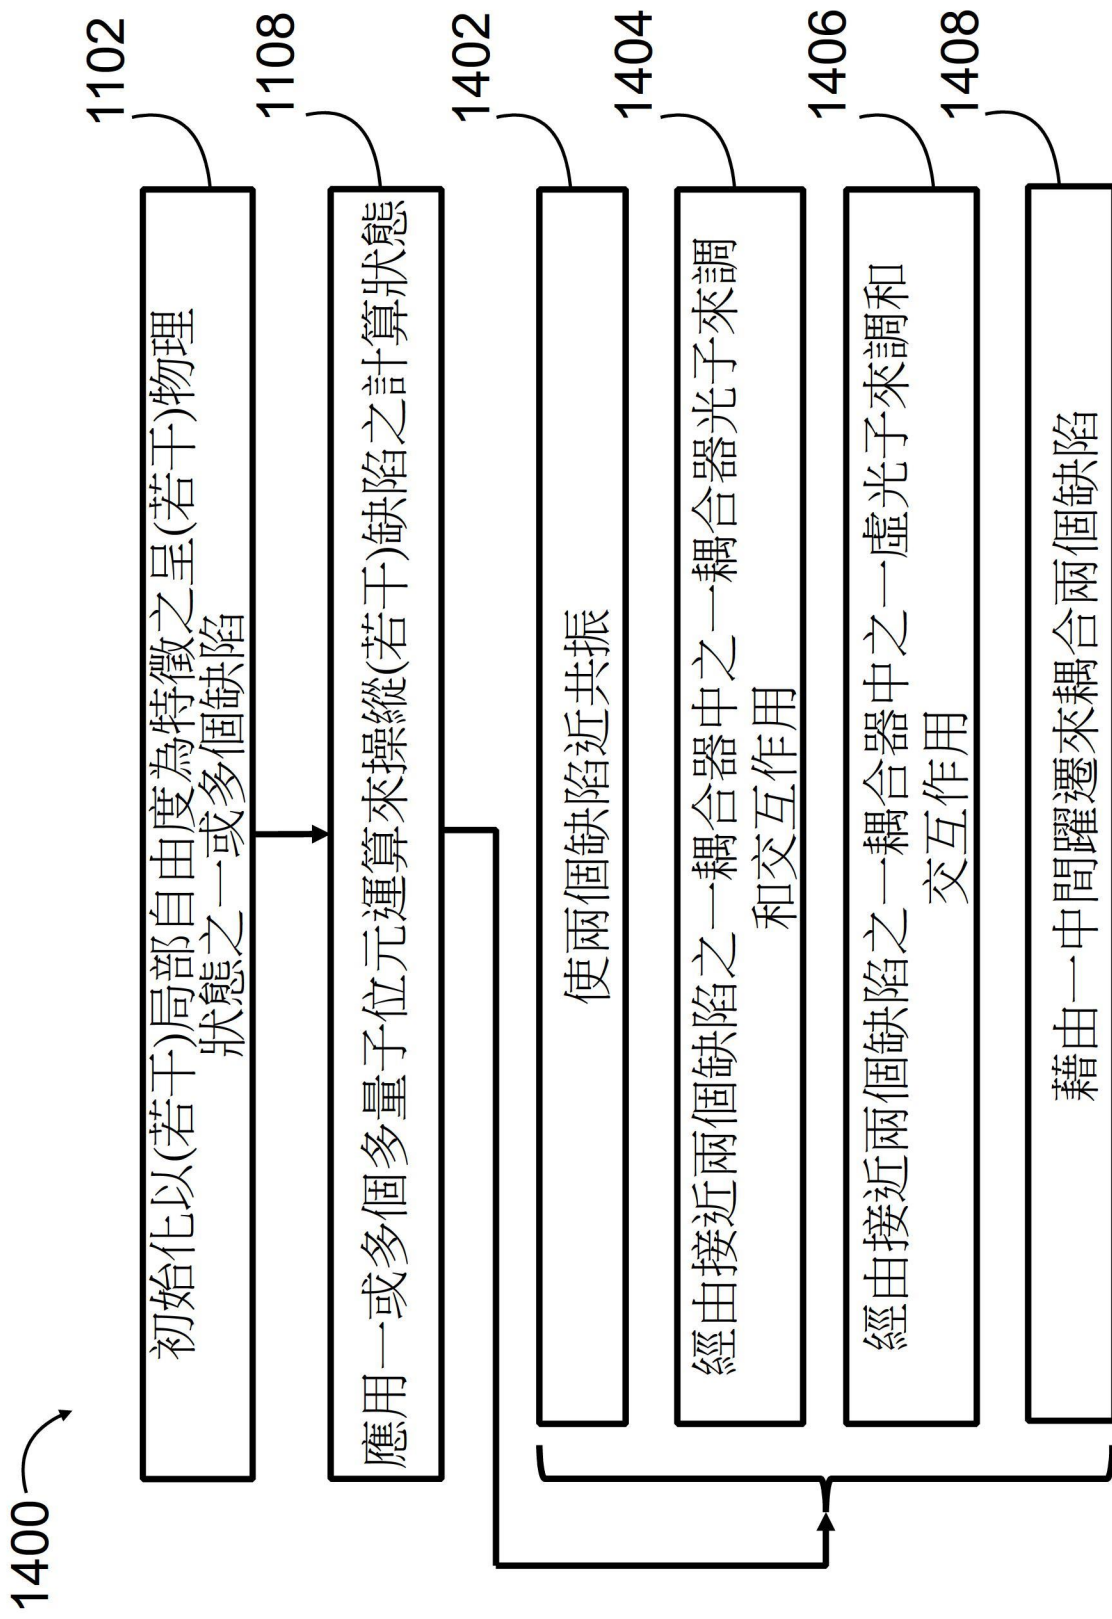 1400
初始化以(若干)局部自由度為特徵之呈(若干)物理
狀態之一或多個缺陷
1102
應用一或多個多量子位元運算來操縱(若干)缺陷之計算狀態
1108
使兩個缺陷近共振
1402
經由接近兩個缺陷之一耦合器中之一耦合器光子來調
和交互作用
1404
經由接近兩個缺陷之一耦合器中之一虛光子來調和
交互作用
1406
藉由一中間躍遷來耦合兩個缺陷
1408